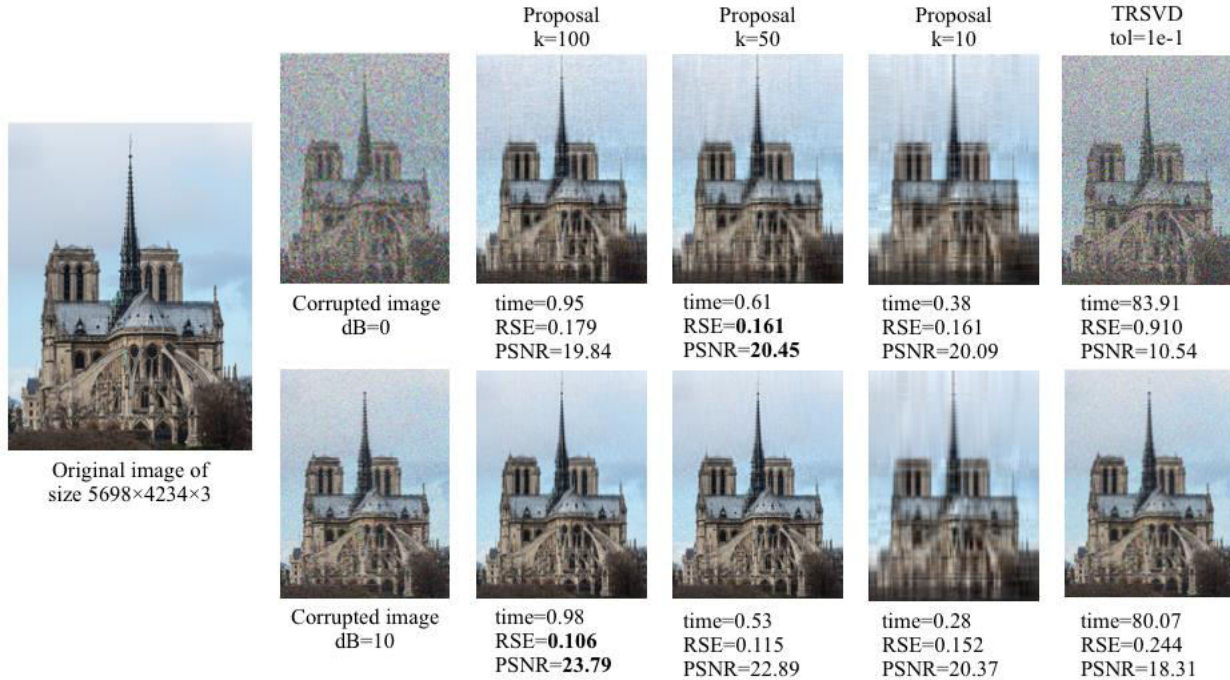 Proposal
k=100
Proposal
k=50
Proposal
k=10
TRSVD
tol=1e-1
Original image of
size 5698×4234×3
Corrupted image
dB=0
time=0.95
RSE=0.179
PSNR=19.84
time=0.61
RSE=0.161
PSNR=20.45
time=0.38
RSE=0.161
PSNR=20.09
time=83.91
RSE=0.910
PSNR=10.54
Corrupted image
dB=10
time=0.98
RSE=0.106
PSNR=23.79
time=0.53
RSE=0.115
PSNR=22.89
time=0.28
RSE=0.152
PSNR=20.37
time=80.07
RSE=0.244
PSNR=18.31